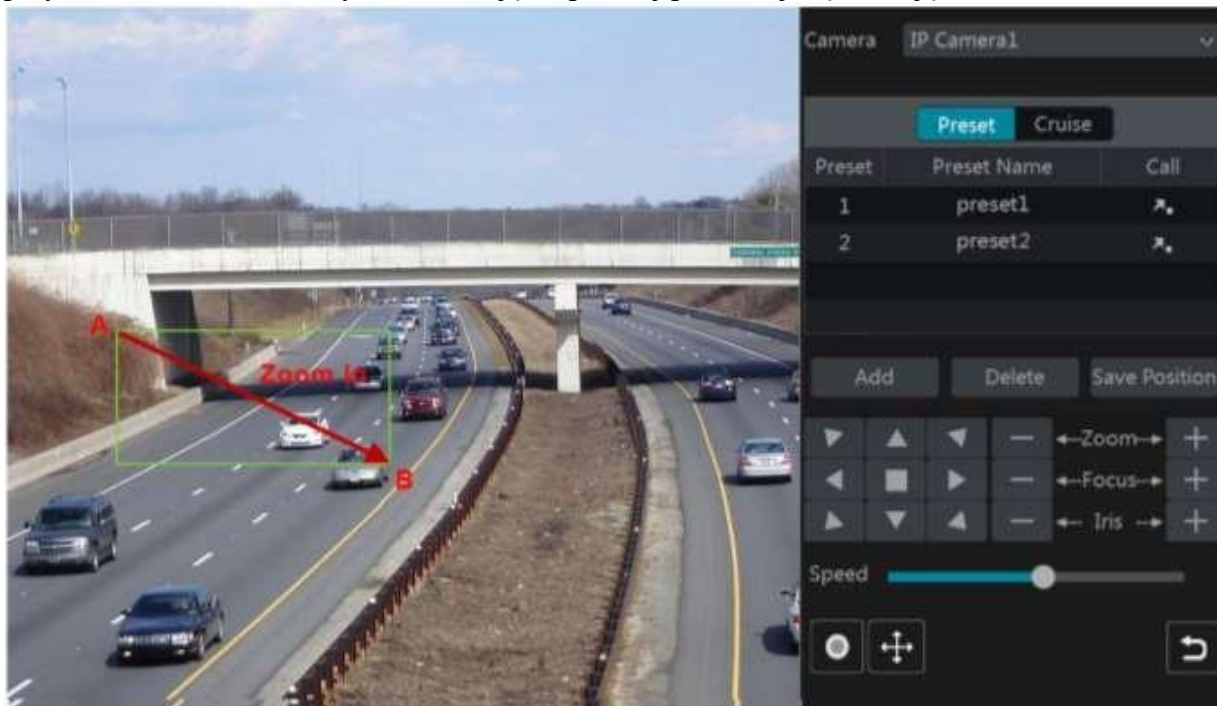 Camera IP Camera1
Preset Cruise
Preset Preset Name Call
1 preset1
2 preset2
A
Zoom in
B
Add Delete Save Position
Zoom
Focus
Iris
Speed